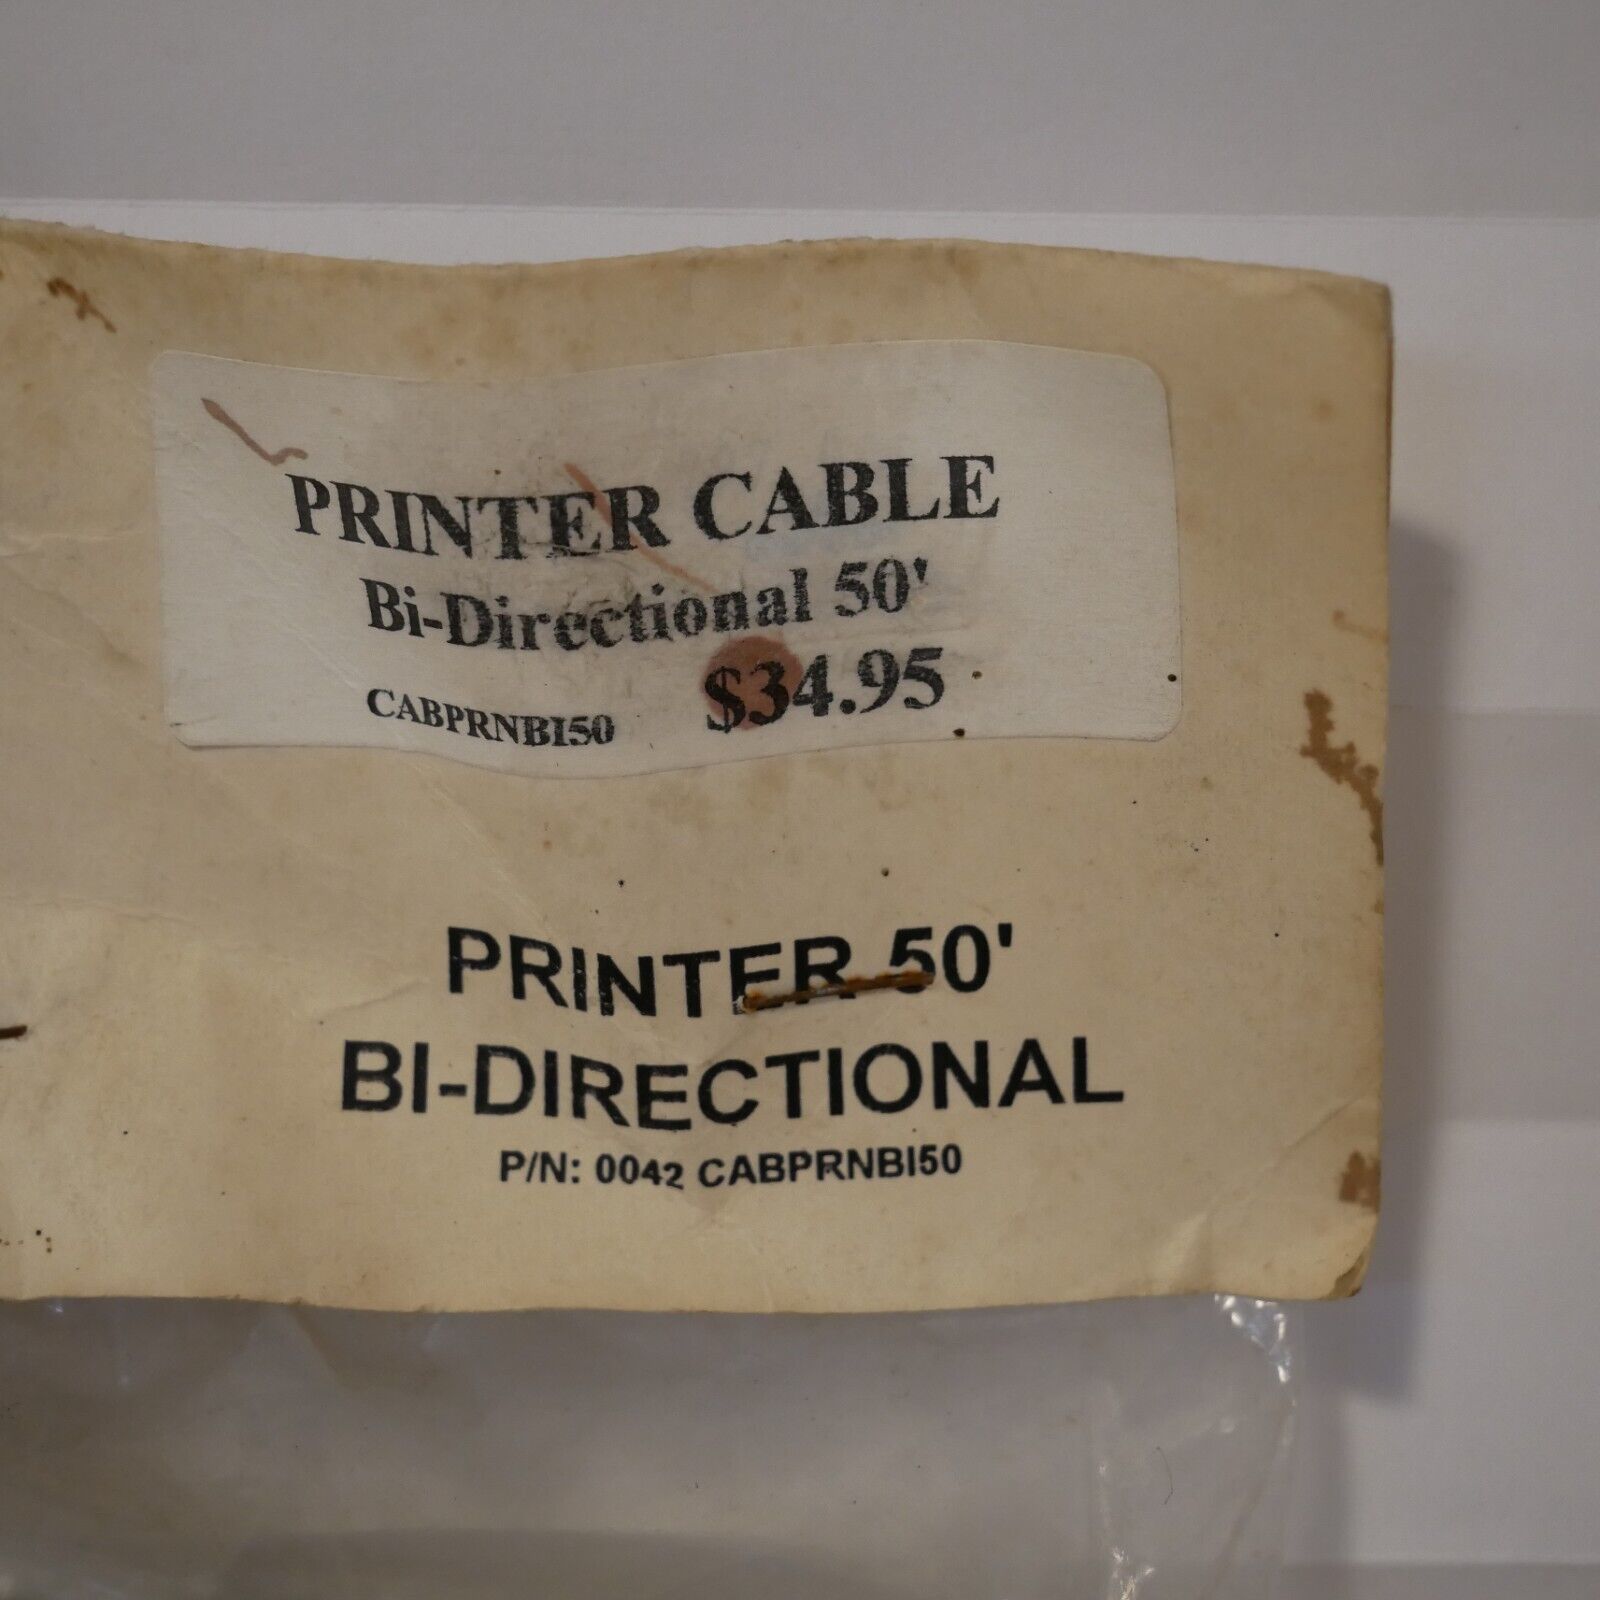 PRINTER CABLE
Bi-Directional 50'
CABPRNBI50 $34.95
PRINTER 50'
BI-DIRECTIONAL
P/N: 0042 CABPRNBI50